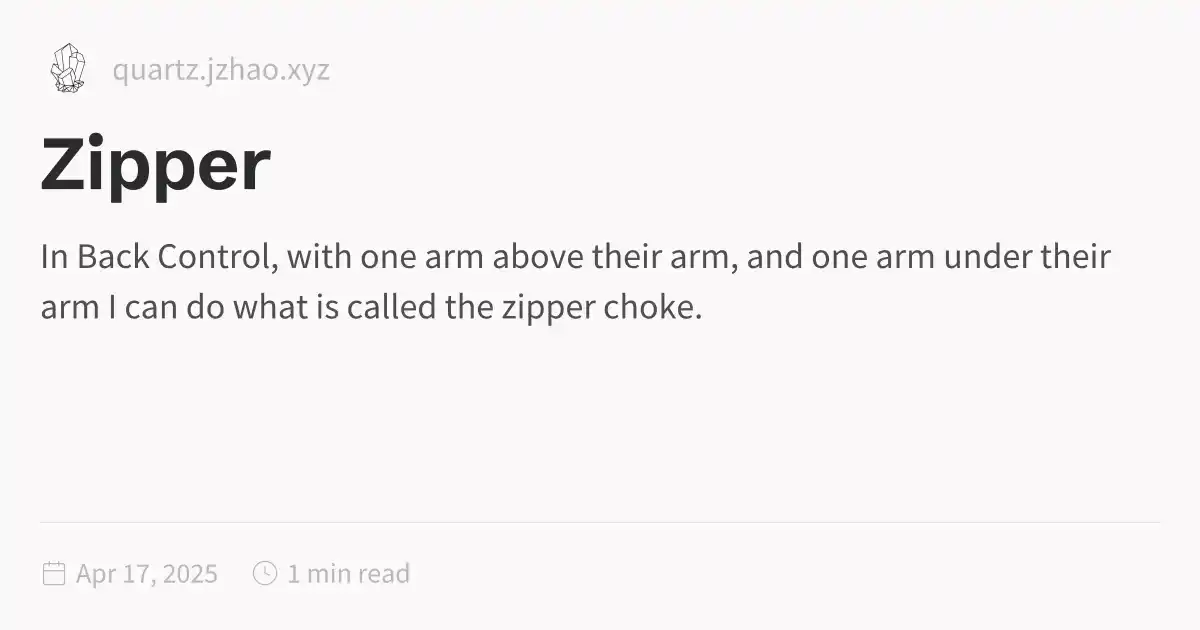 quartz.jzhao.xyz
Zipper
In Back Control, with one arm above their arm, and one arm under their
arm I can do what is called the zipper choke.
Apr 17, 2025 1 min read